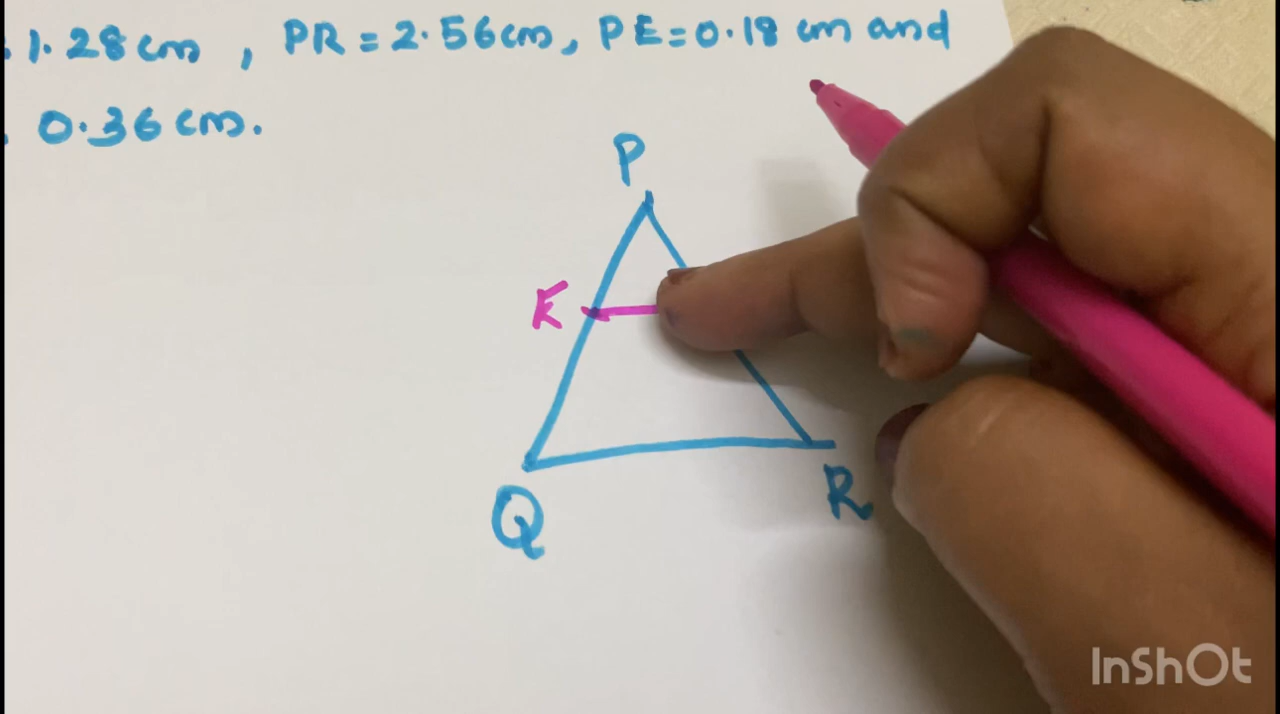 : 1.28 cm , PR = 2.56 cm, PE = 0.18 cm and
. 0.36 cm.
P
E
Q
R
InShOt